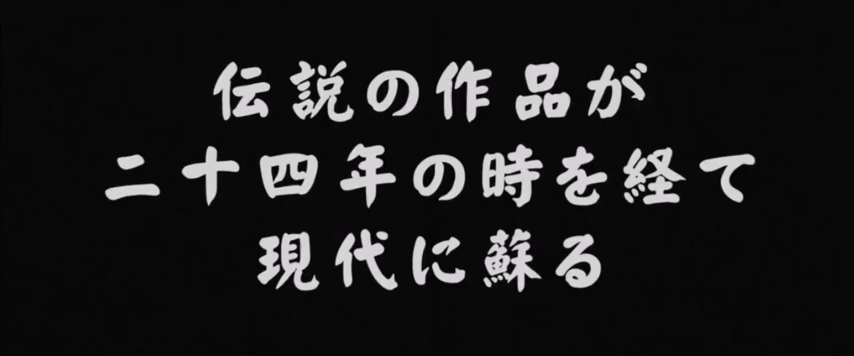 伝説の作品が
二十四年の時を経て
現代に蘇る